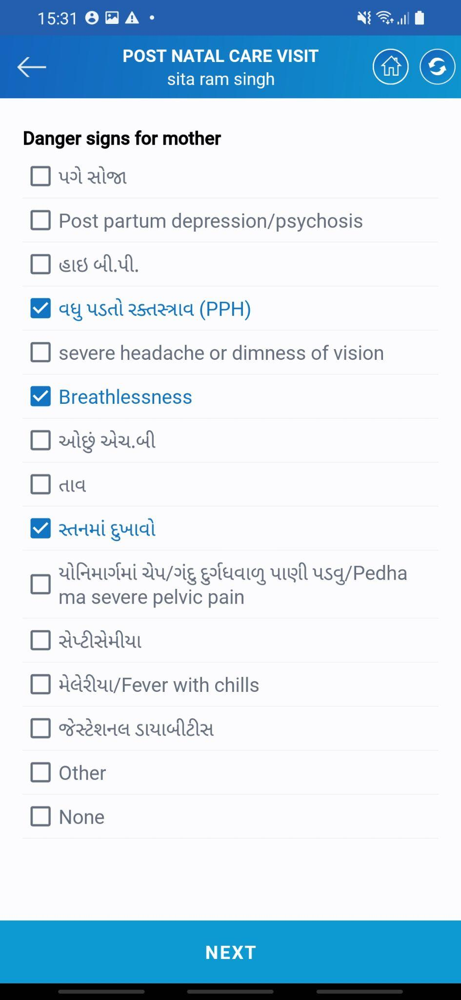 15:31
POST NATAL CARE VISIT
sita ram singh
Danger signs for mother
પગે સોજા
Post partum depression/psychosis
હાઇ બી.પી.
વધુ પડતો રક્તસ્ત્રાવ (PPH)
severe headache or dimness of vision
Breathlessness
ઓછું એચ.બી
તાવ
સ્તનમાં દુખાવો
યોનિમાર્ગમાં ચેપ/ગંદુ દુર્ગધવાળુ પાણી પડવુ/Pedha
ma severe pelvic pain
સેપ્ટીસેમીયા
મેલેરીયા/Fever with chills
જેસ્ટેશનલ ડાયાબીટીસ
Other
None
NEXT